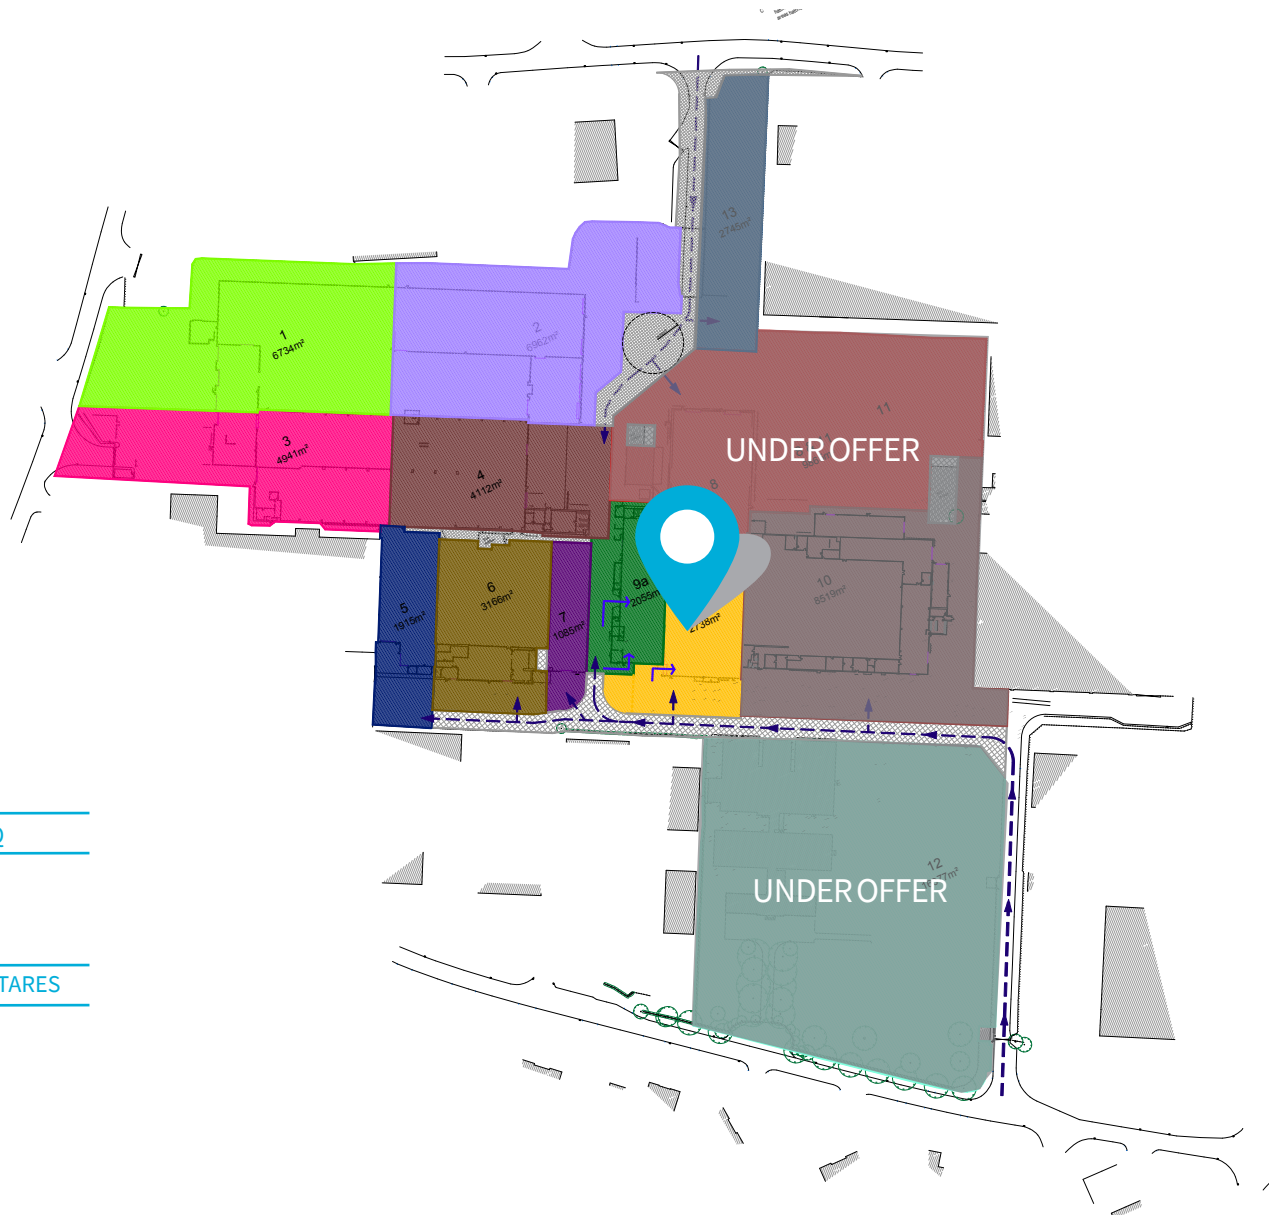 13
2745m²
1
6734m²
2
6962m²
11
UNDER OFFER
3
4941m²
4
4112m²
8
9a
2055m
10
8519m²
6
3166m²
5
1915m²
7
1085m²
2738m²
12
UNDER OFFER
TARES